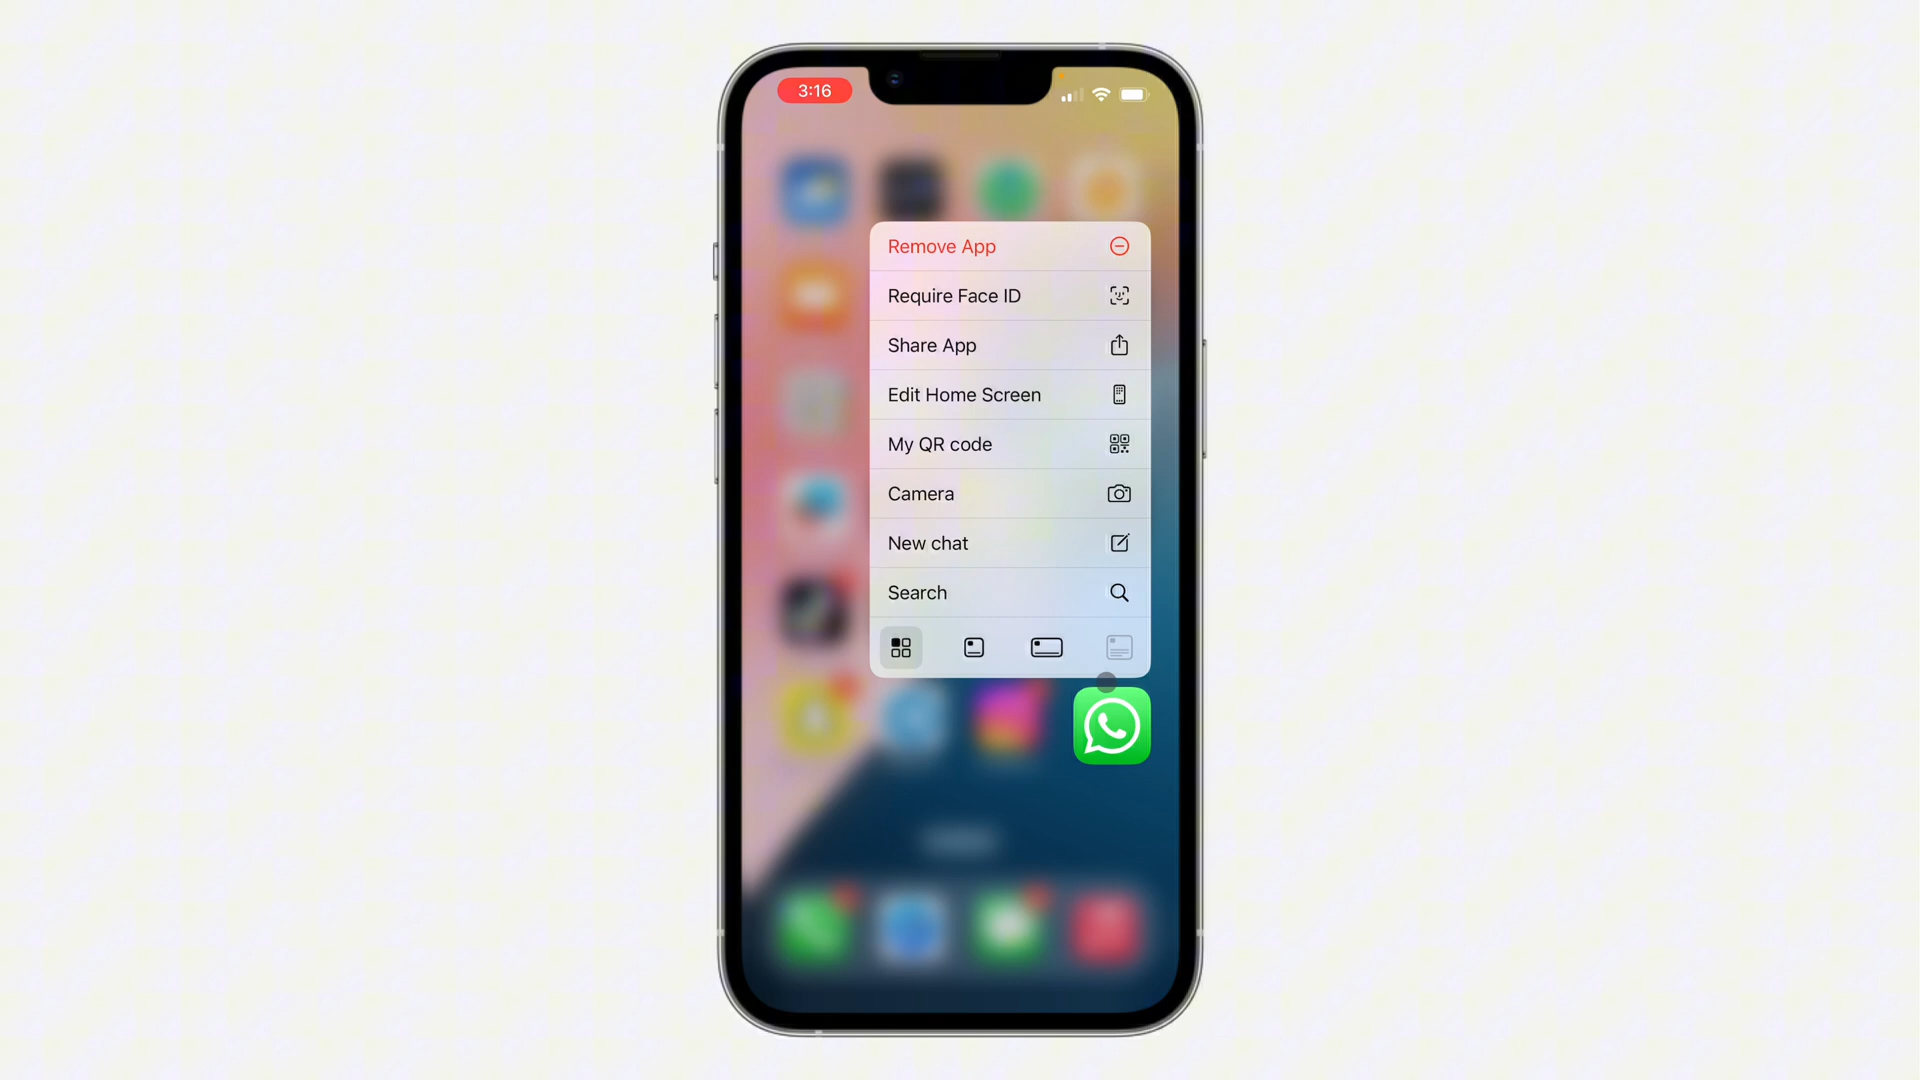 3:16
Remove App
Require Face ID
Share App
Edit Home Screen
My QR code
Camera
New chat
Search